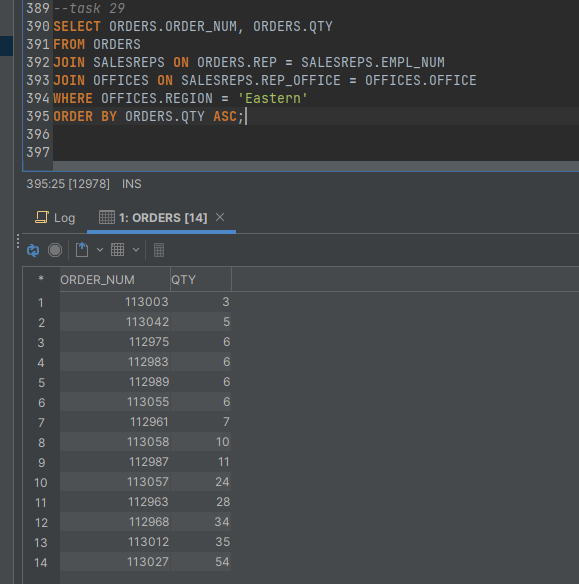 389 --task 29
390 SELECT ORDERS.ORDER_NUM, ORDERS.QTY
391 FROM ORDERS
392 JOIN SALESREPS ON ORDERS.REP = SALESREPS.EMPL_NUM
393 JOIN OFFICES ON SALESREPS.REP_OFFICE = OFFICES.OFFICE
394 WHERE OFFICES.REGION = 'Eastern'
395 ORDER BY ORDERS.QTY ASC;
396
397
395:25 [12978] INS
Log 1: ORDERS [14] ×
* ORDER_NUM QTY
1 113003 3
2 113042 5
3 112975 6
4 112983 6
5 112989 6
6 113055 6
7 112961 7
8 113058 10
9 112987 11
10 113057 24
11 112963 28
12 112968 34
13 113012 35
14 113027 54